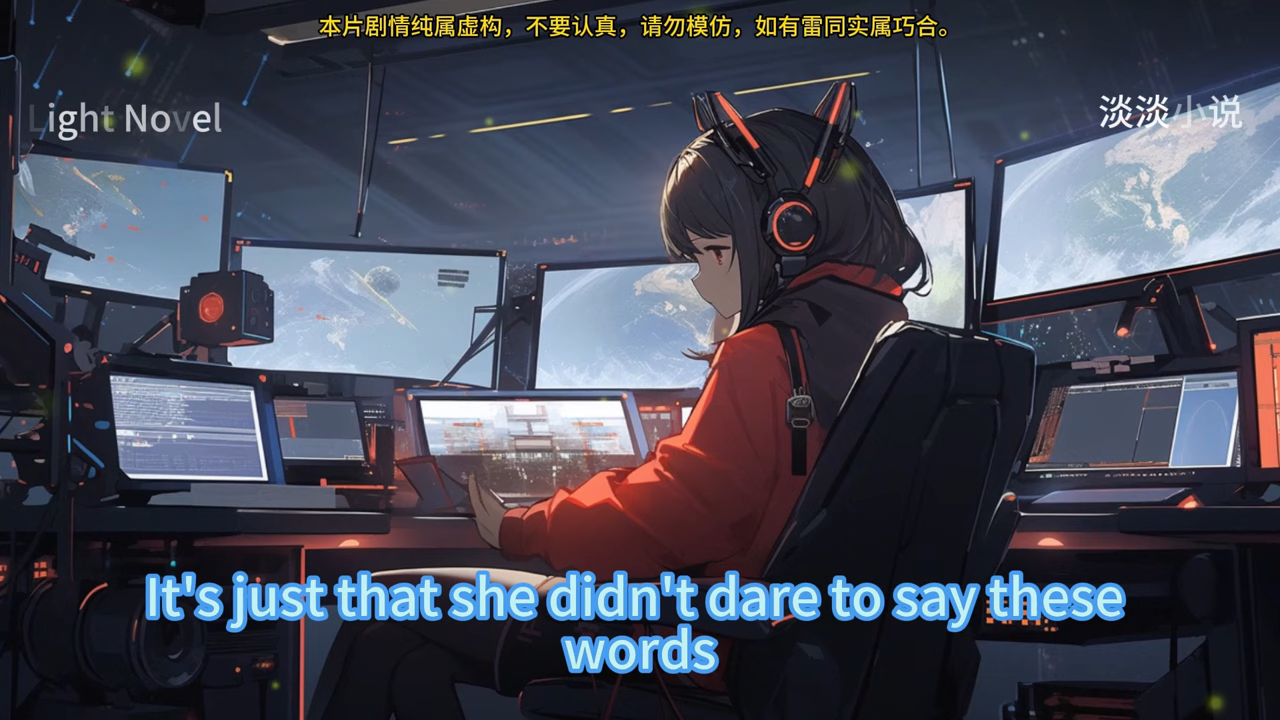 本片剧情纯属虚构，不要认真，请勿模仿，如有雷同实属巧合。
Light Novel
淡淡小说
It's just that she didn't dare to say these
words